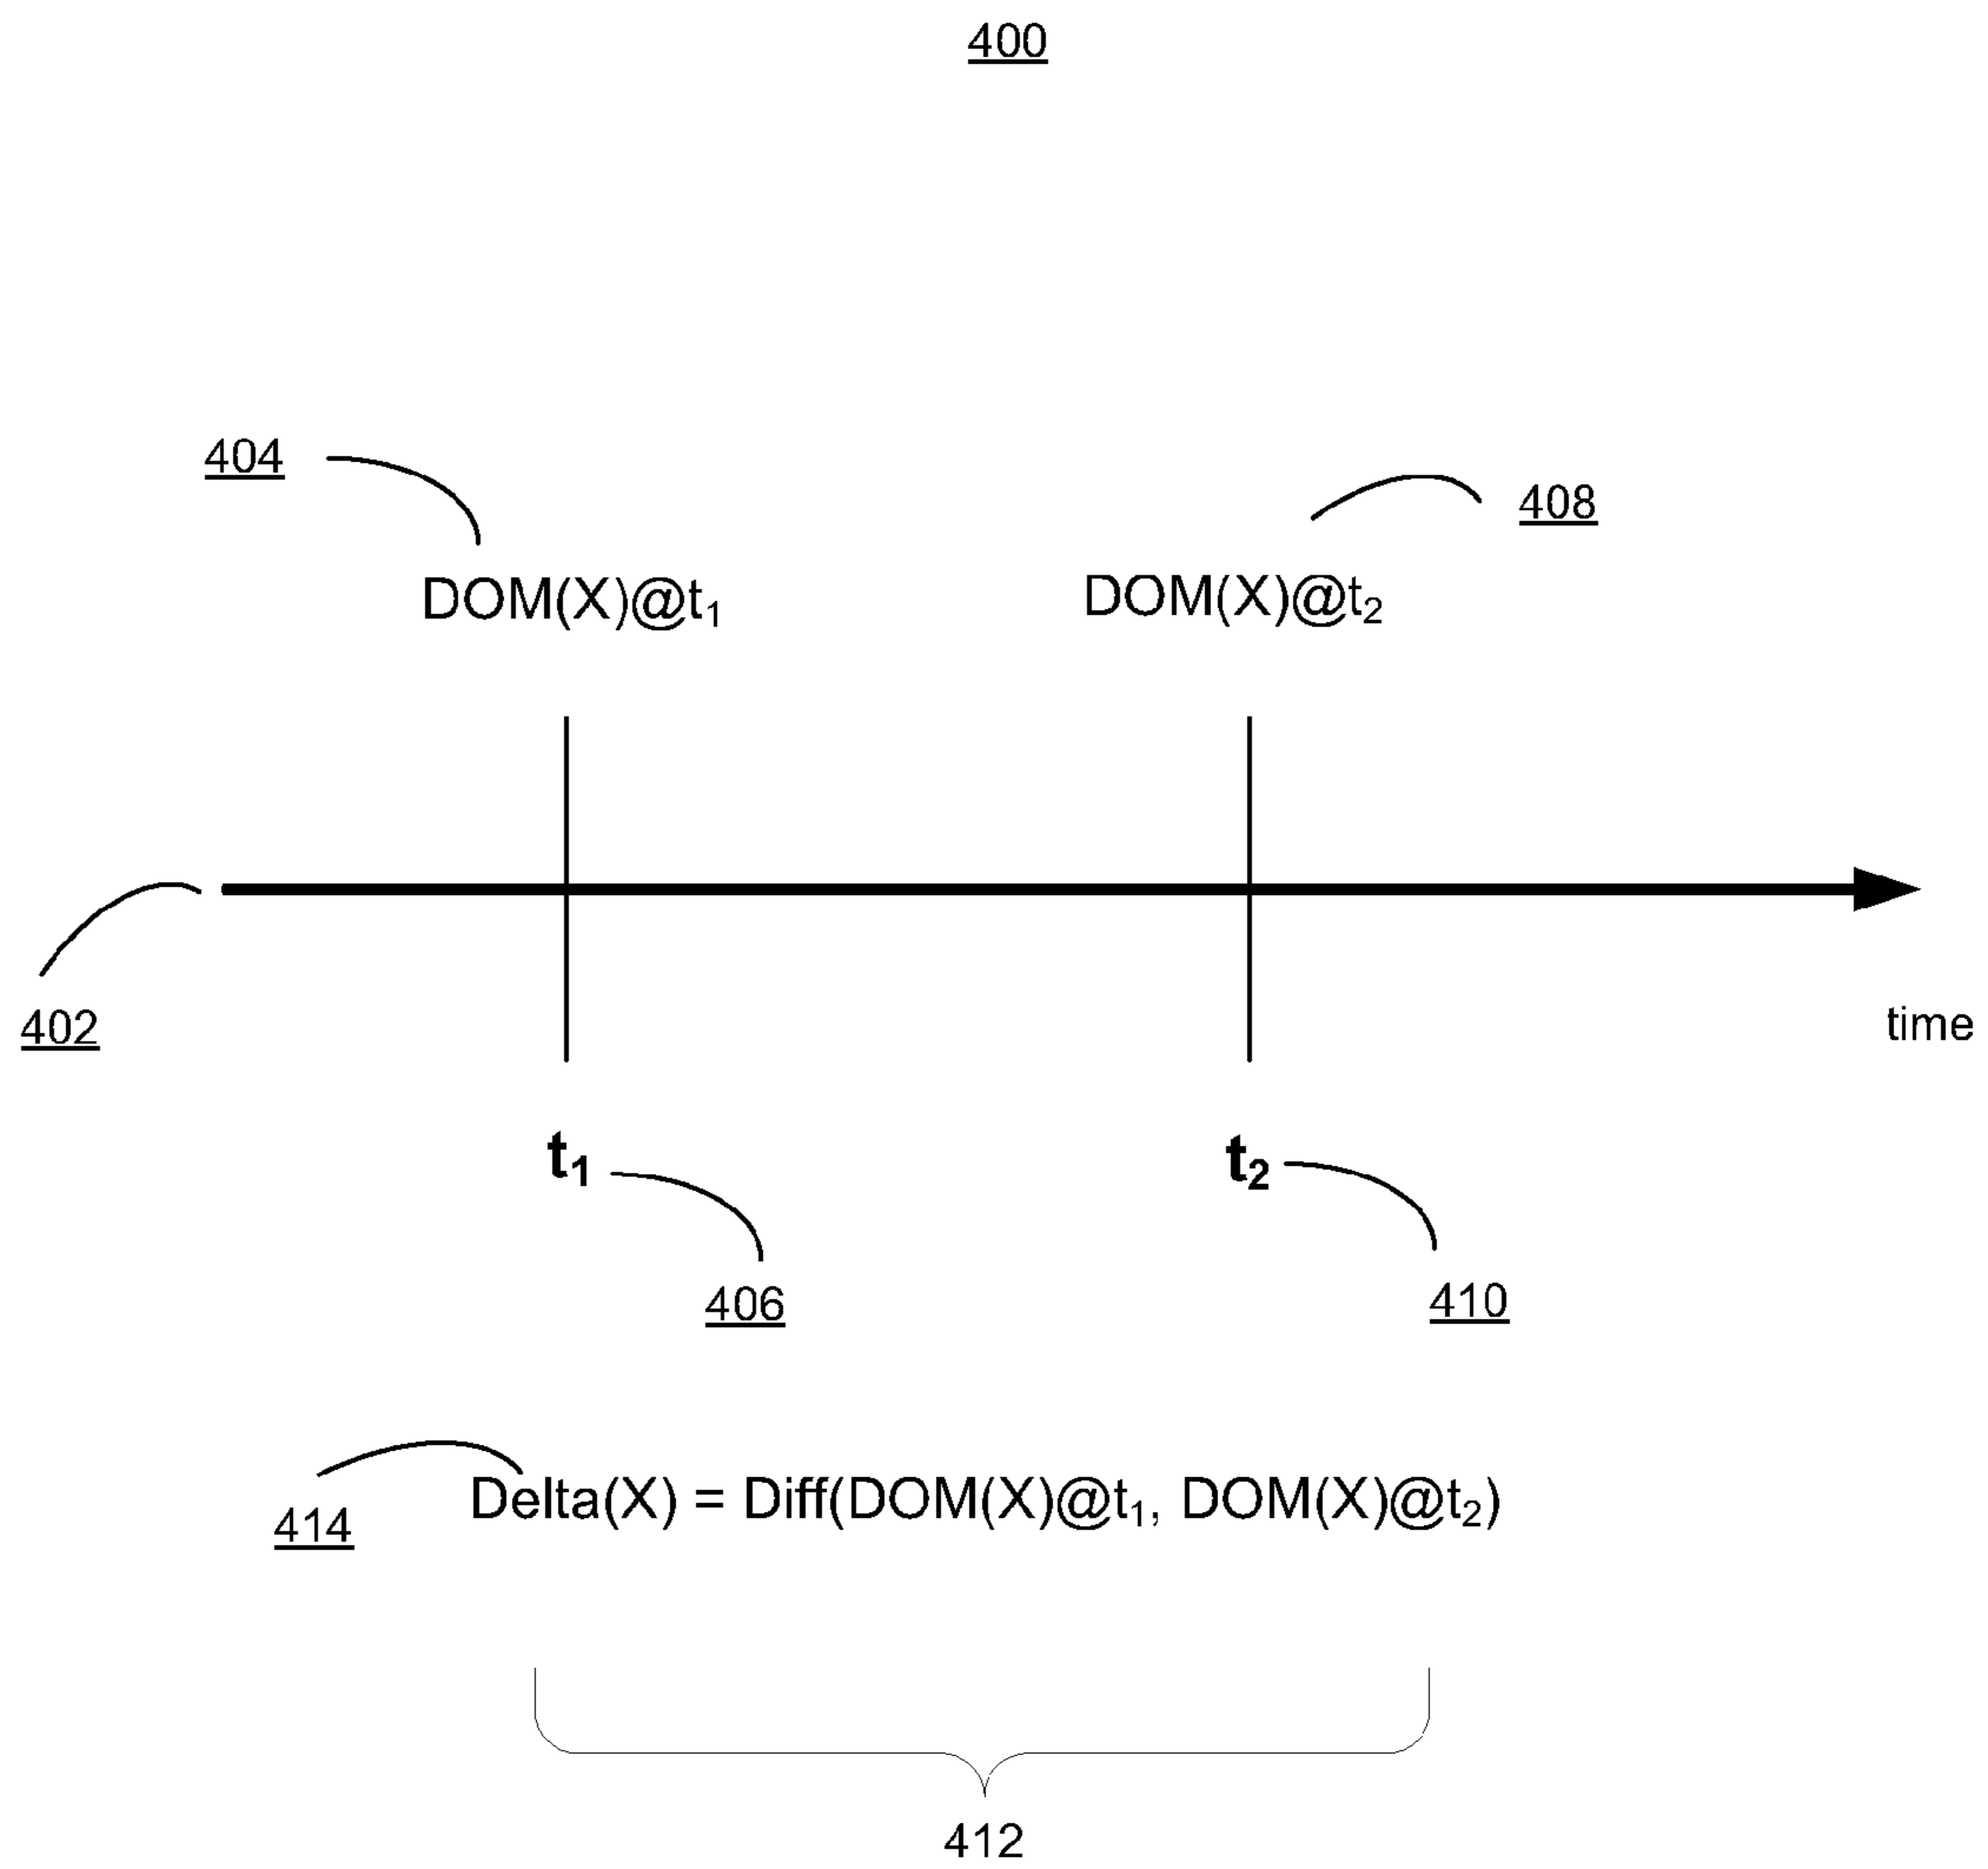 400
404
408
DOM(X)@t₁
DOM(X)@t₂
402
time
t₁
t₂
406
410
Delta(X) = Diff(DOM(X)@t₁, DOM(X)@t₂)
414
412